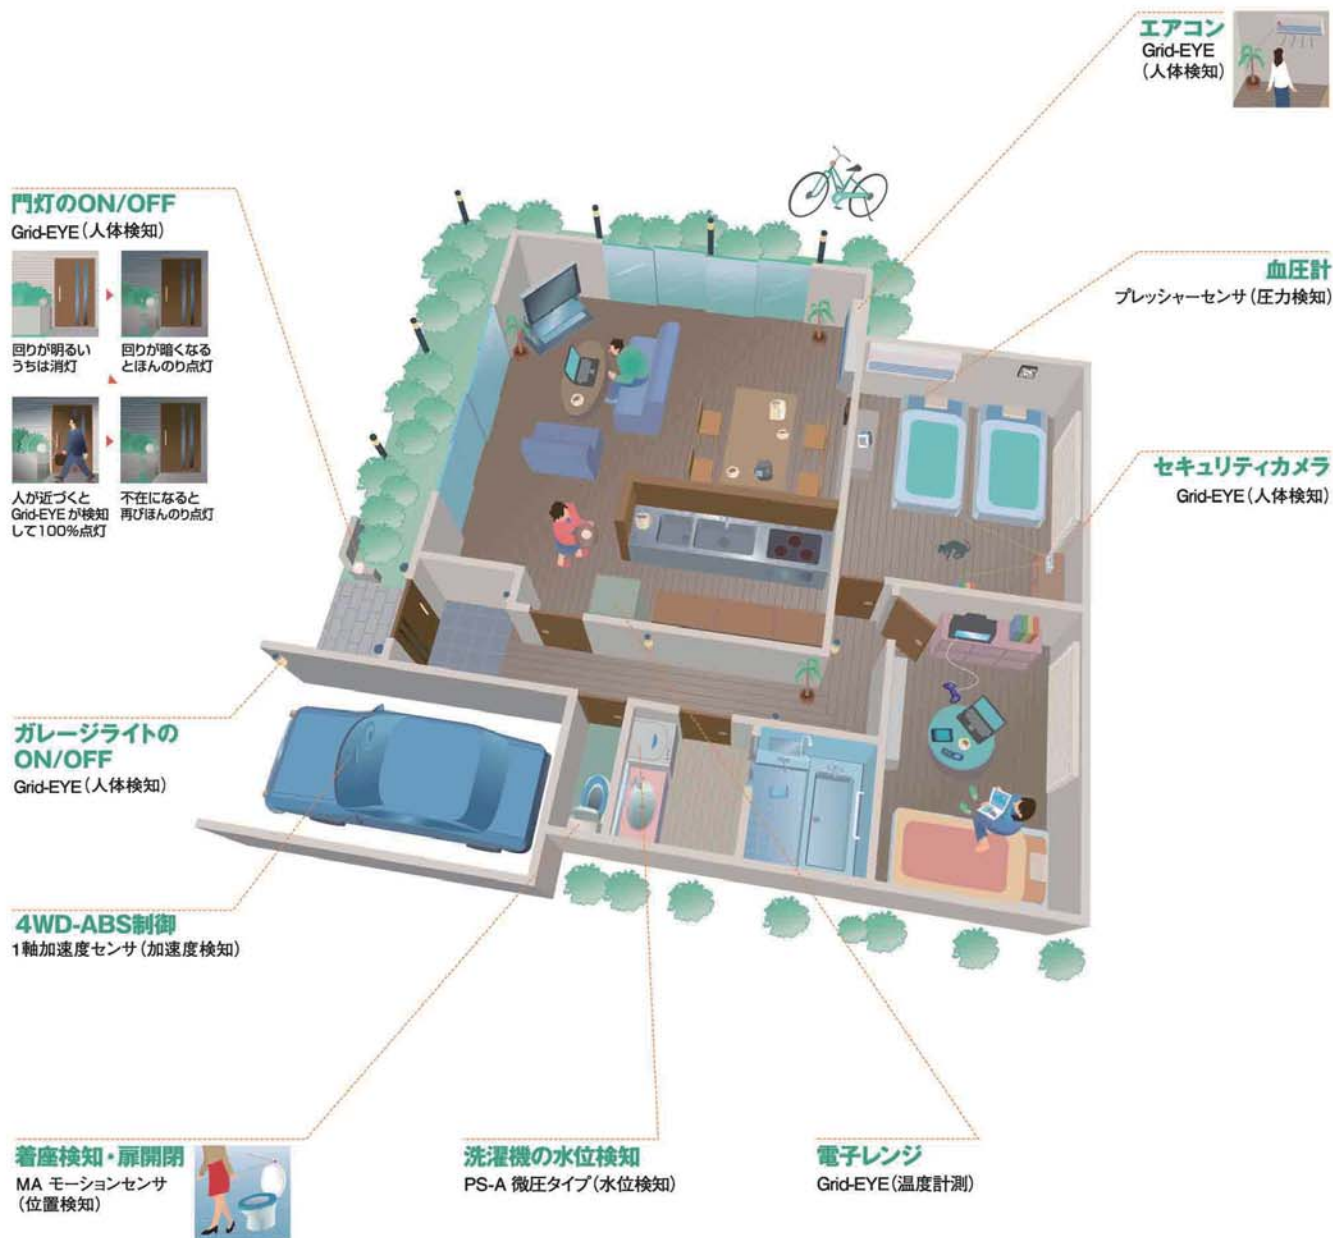 エアコン
Grid-EYE
(人体検知)
門灯のON/OFF
Grid-EYE(人体検知)
回りが明るい
うちは消灯
回りが暗くなる
とほんのり点灯
人が近づくと
Grid-EYEが検知
して100%点灯
不在になると
再びほんのり点灯
血圧計
プレッシャーセンサ(圧力検知)
セキュリティカメラ
Grid-EYE(人体検知)
ガレージライトの
ON/OFF
Grid-EYE(人体検知)
4WD-ABS制御
1軸加速度センサ(加速度検知)
着座検知・扉開閉
MA モーションセンサ
(位置検知)
洗濯機の水位検知
PS-A 微圧タイプ(水位検知)
電子レンジ
Grid-EYE(温度計測)